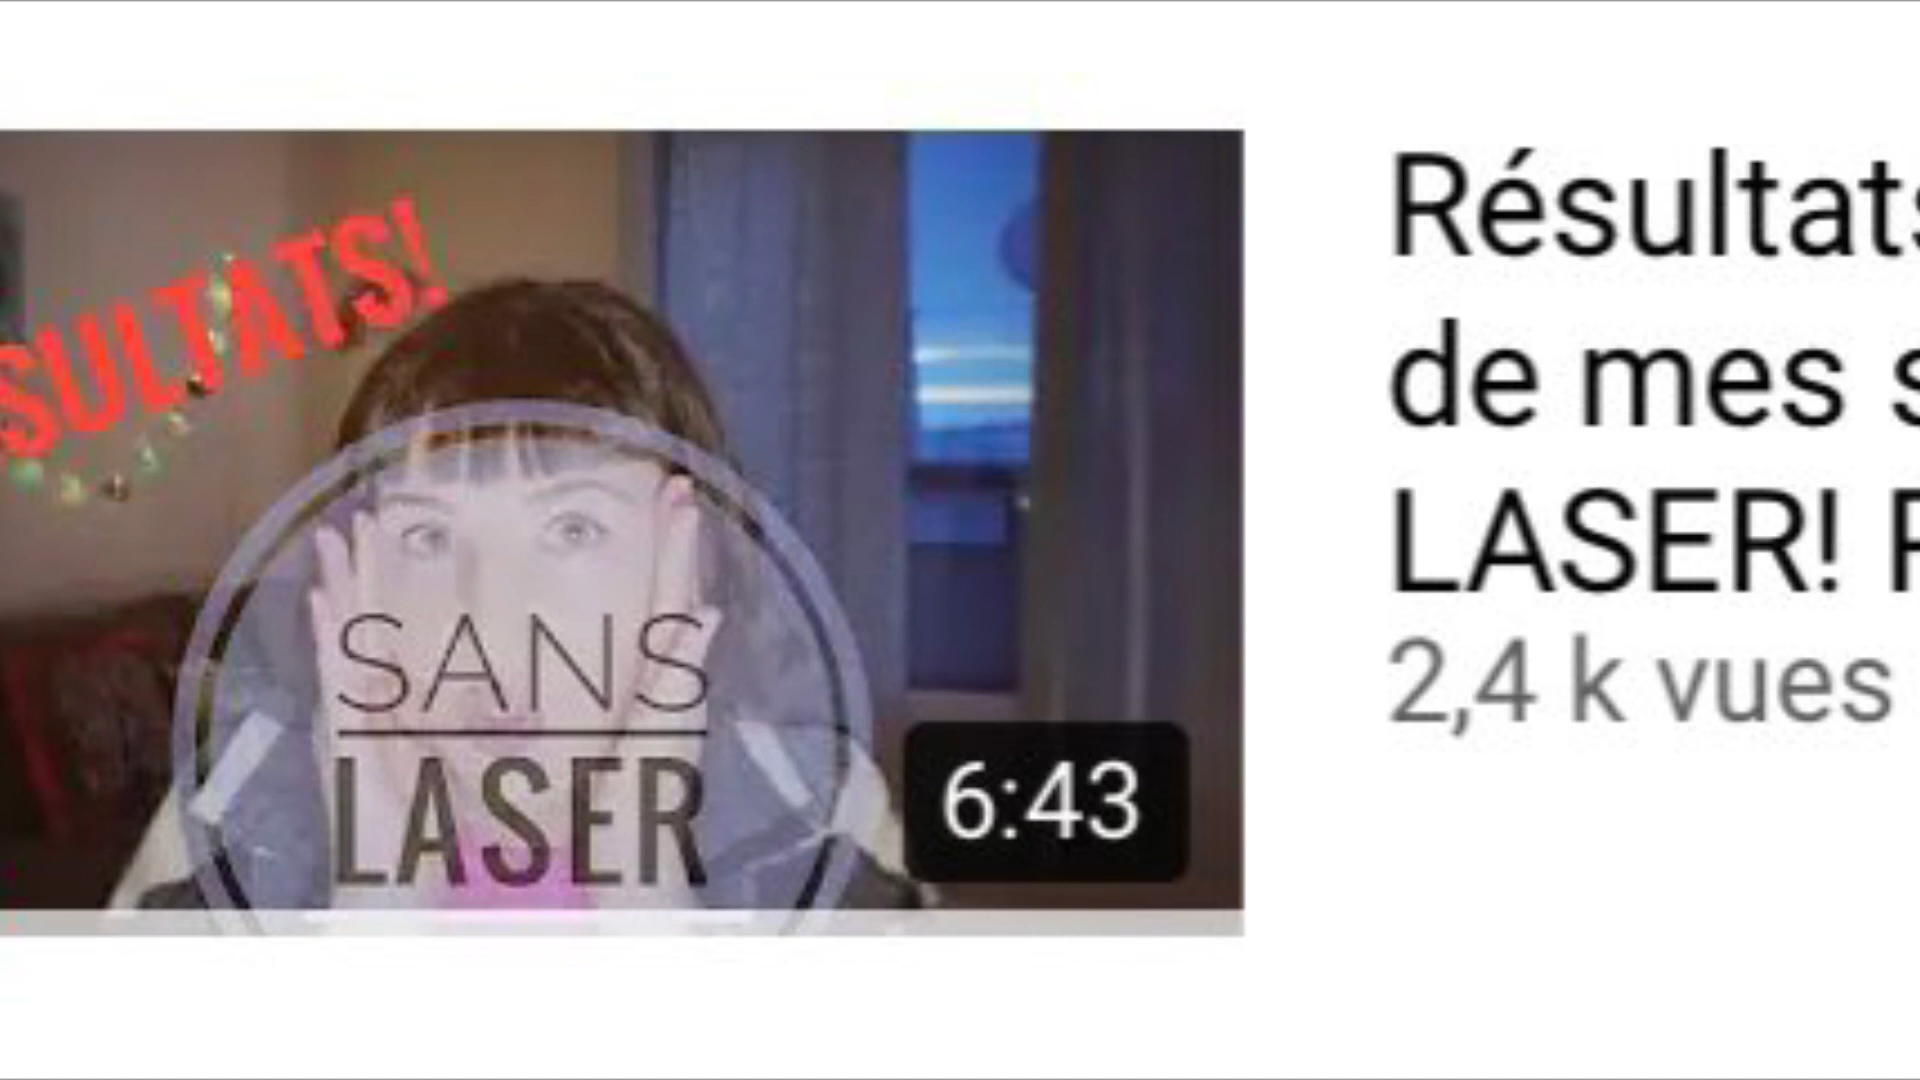 SULTATS!
SANS
LASER
6:43
Résultats
de mes s
LASER! 
2,4 k vues